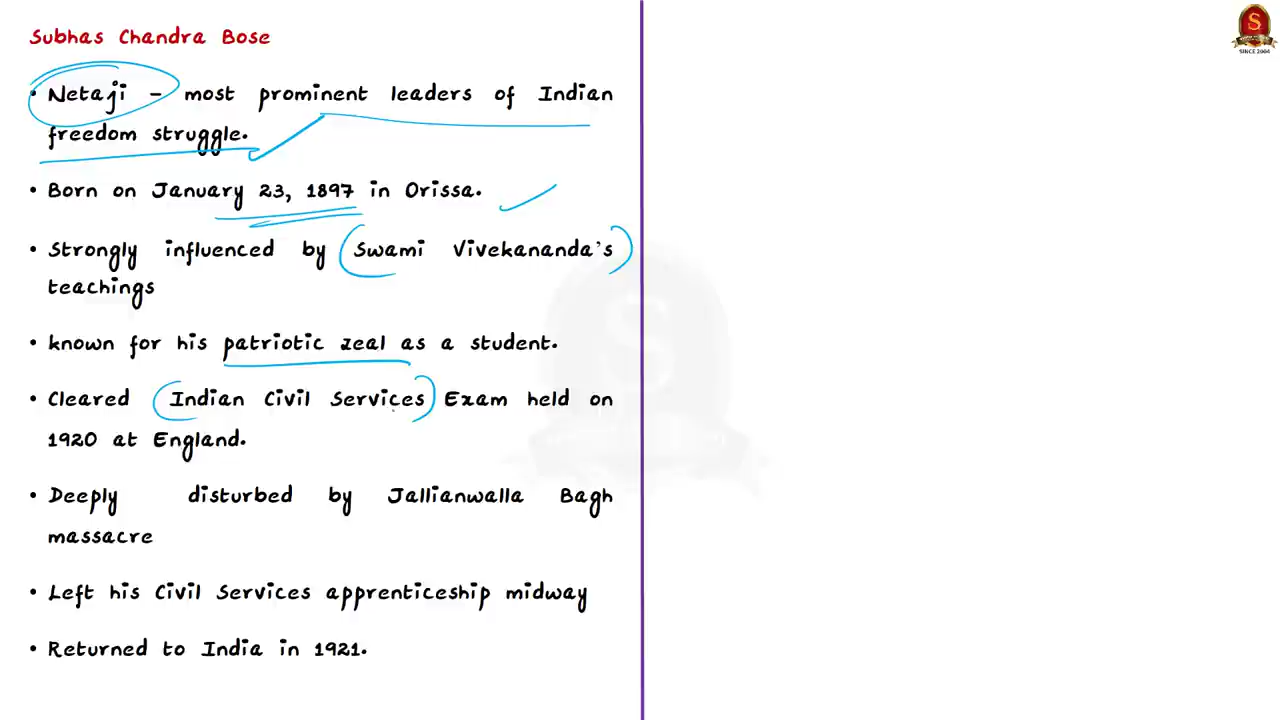 Subhas Chandra Bose
• Netaji – most prominent leaders of Indian
freedom struggle.
• Born on January 23, 1897 in Orissa.
• Strongly influenced by Swami Vivekananda's
teachings
• known for his patriotic zeal as a student.
• Cleared Indian Civil Services Exam held on
1920 at England.
• Deeply disturbed by Jallianwalla Bagh
massacre
• Left his Civil Services apprenticeship midway
• Returned to India in 1921.
S
SINCE 2004